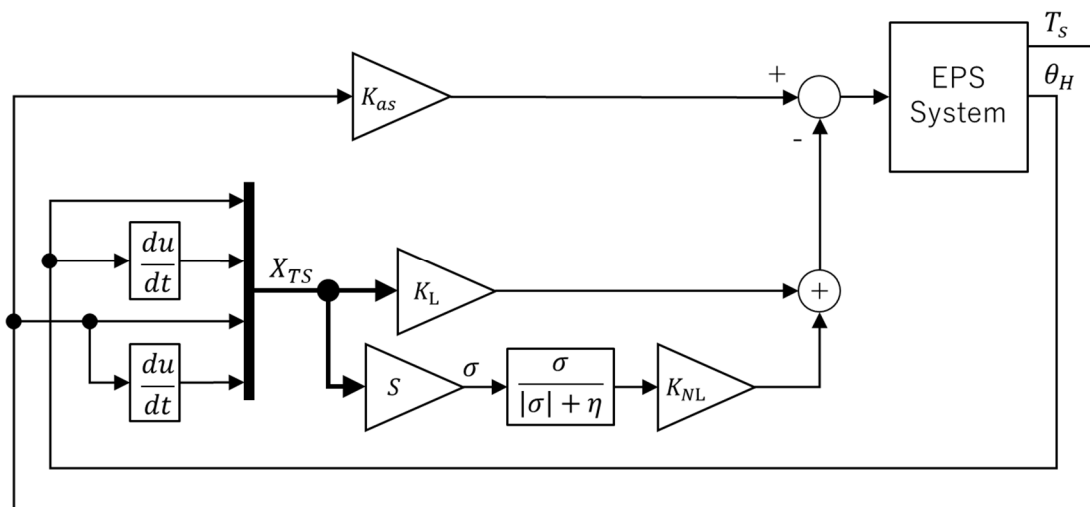 T_s
EPS
System
θ_H
K_as
+
-
du
dt
X_TS
K_L
+
du
dt
S
σ
σ
|σ| + η
K_NL